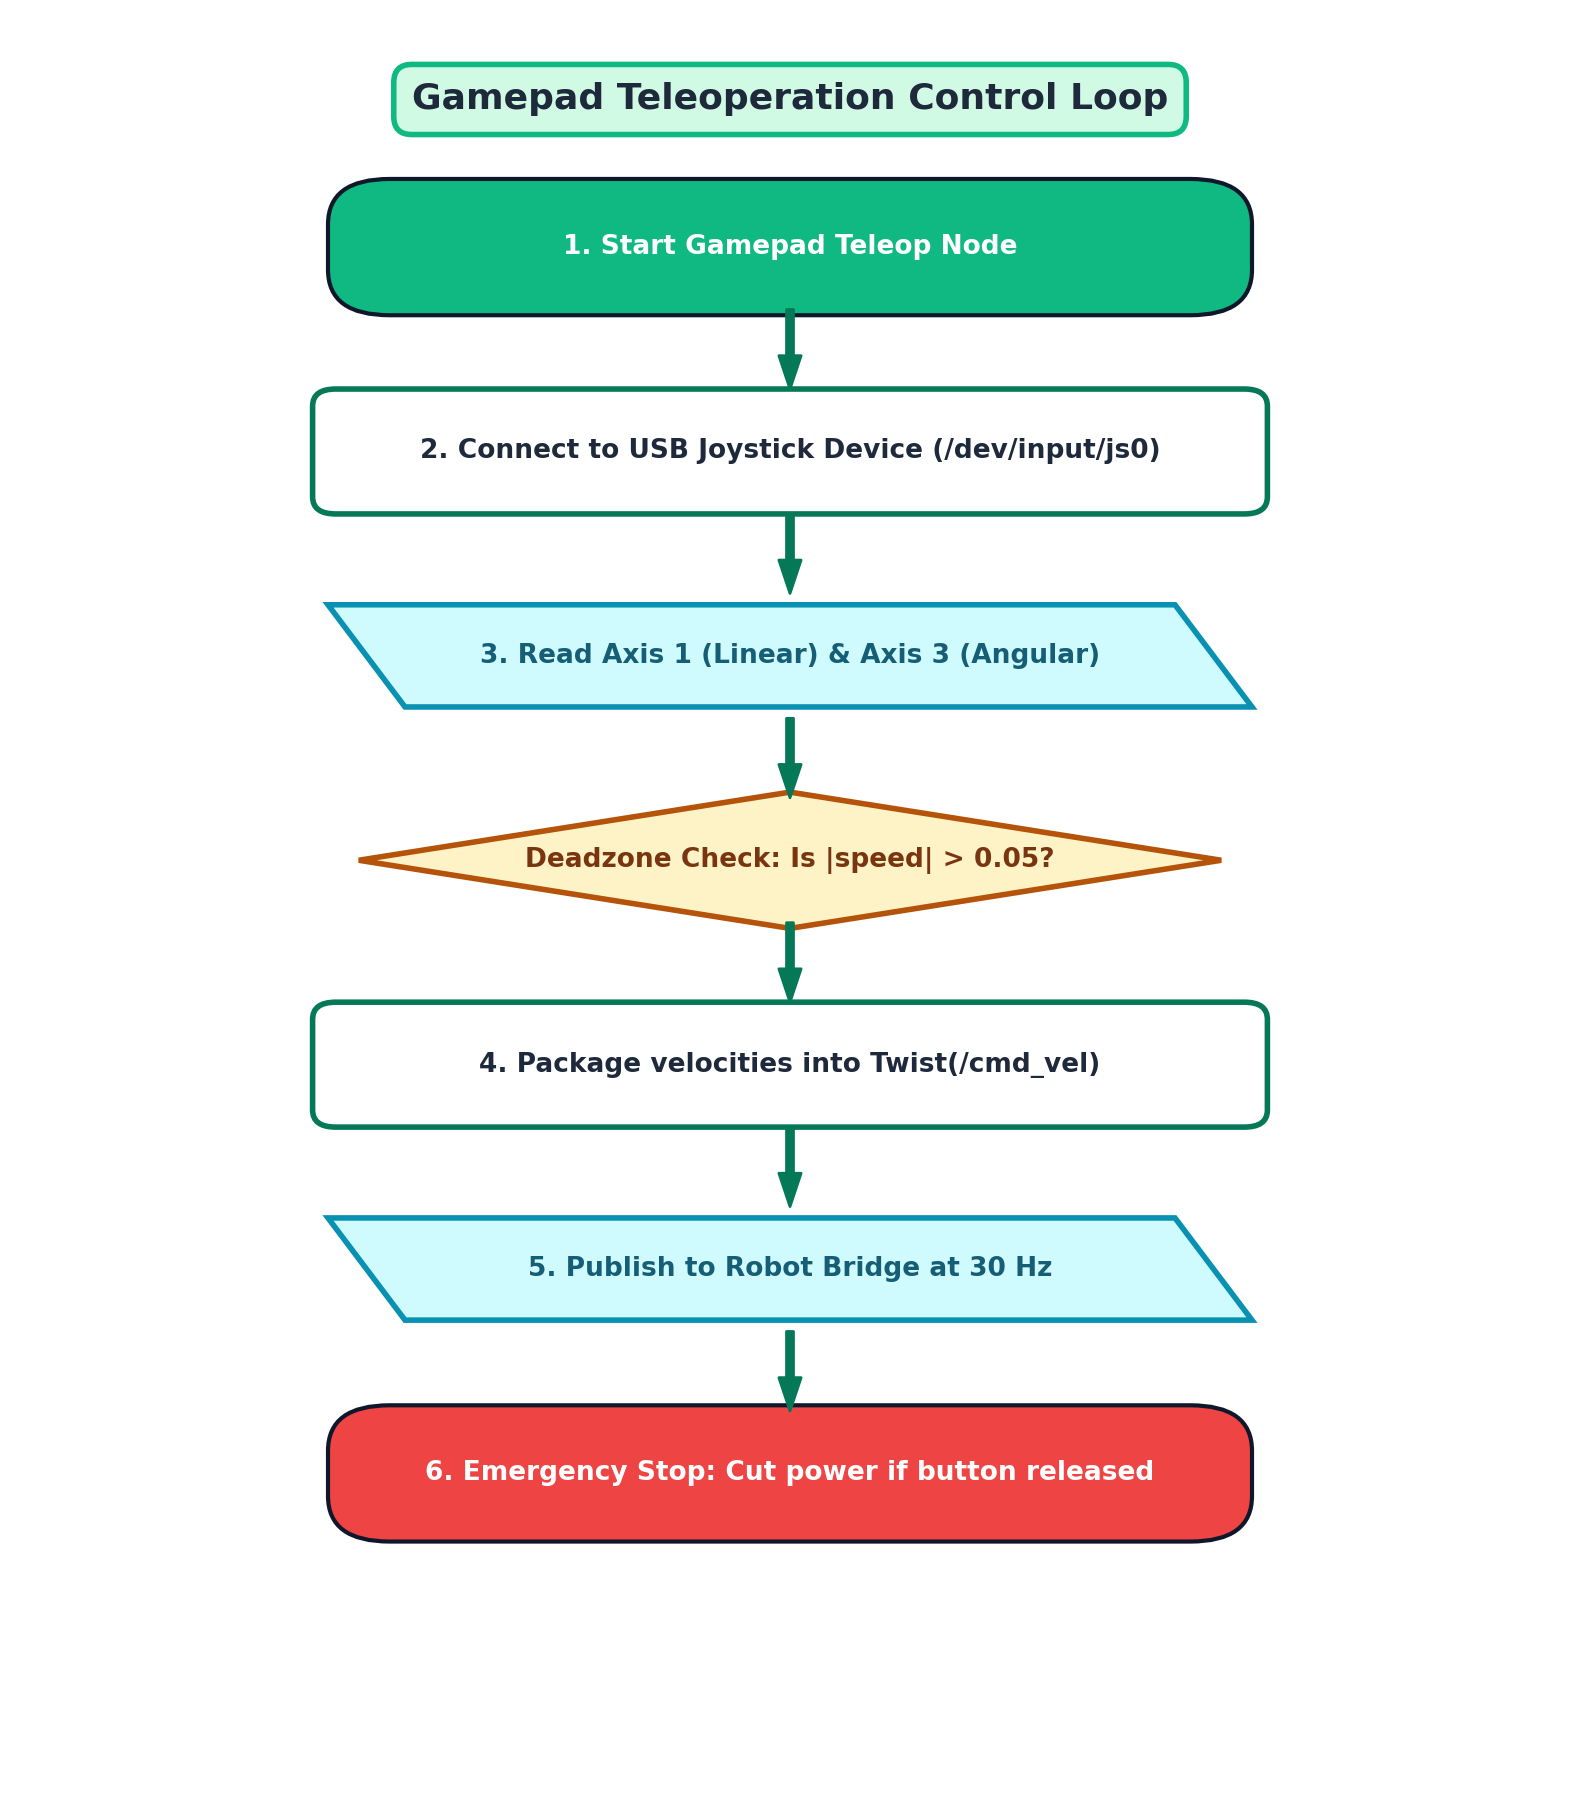 Gamepad Teleoperation Control Loop
1. Start Gamepad Teleop Node
2. Connect to USB Joystick Device (/dev/input/js0)
3. Read Axis 1 (Linear) & Axis 3 (Angular)
Deadzone Check: Is |speed| > 0.05?
4. Package velocities into Twist(/cmd_vel)
5. Publish to Robot Bridge at 30 Hz
6. Emergency Stop: Cut power if button released